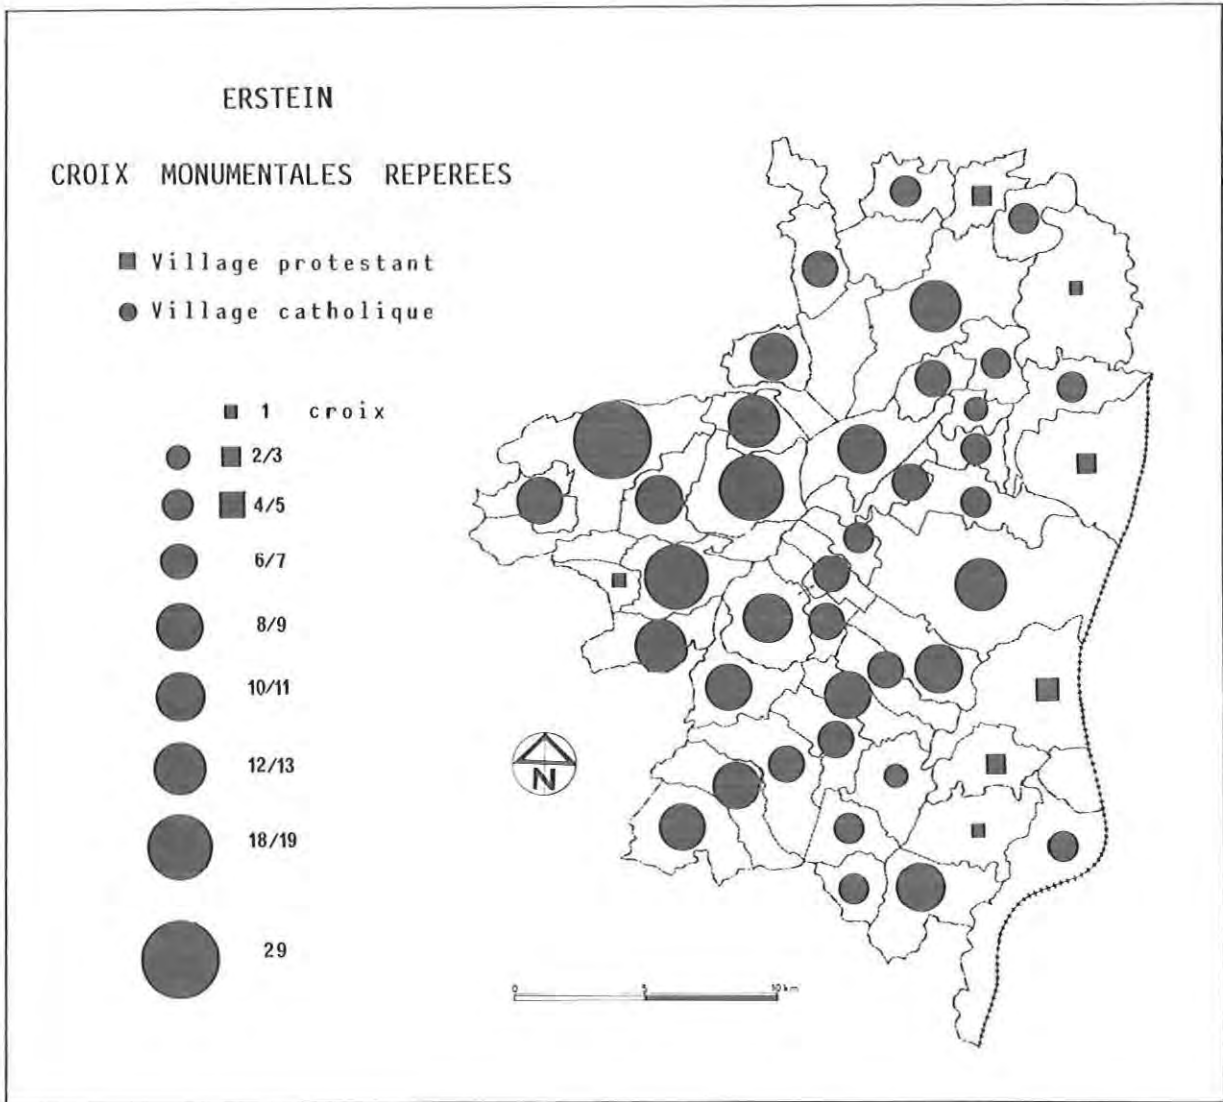 ERSTEIN
CROIX MONUMENTALES REPEREES
Village protestant
Village catholique
1 croix
2/3
4/5
6/7
8/9
10/11
12/13
18/19
29
N
0 5 10 km